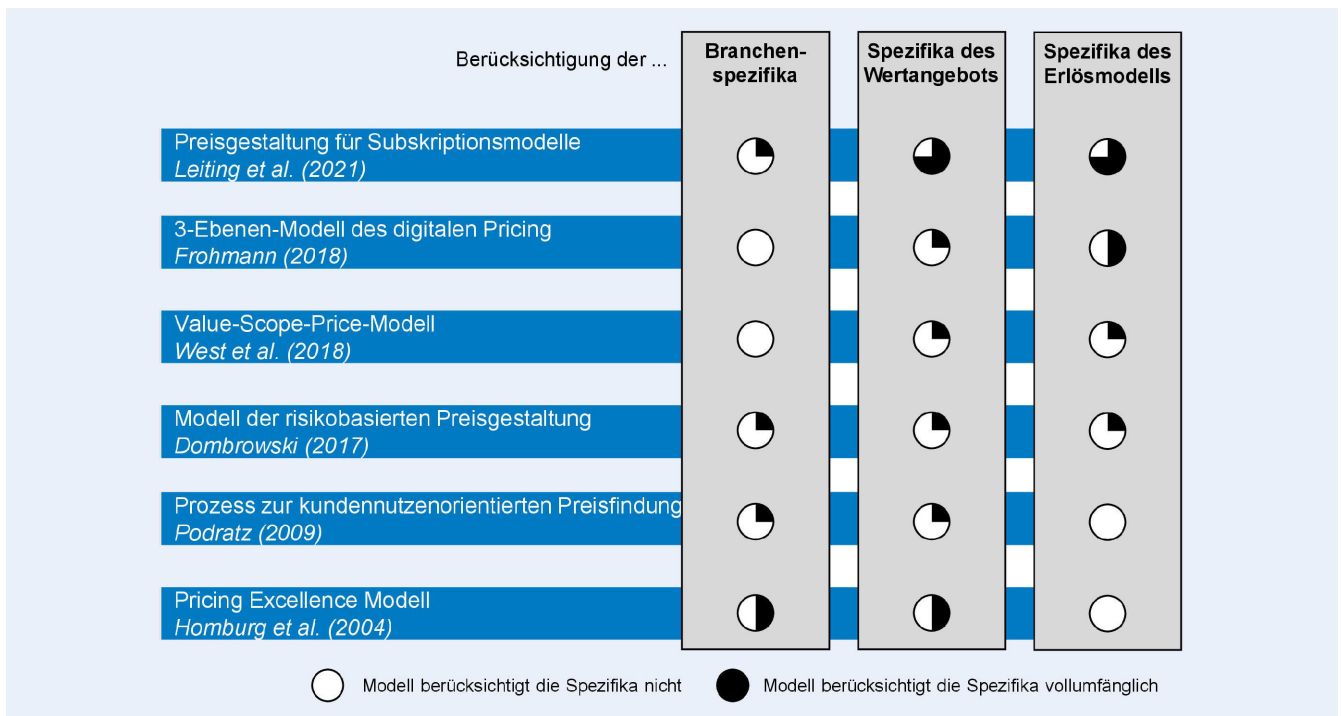 Berücksichtigung der ...
Branchen-
spezifika
Spezifika des
Wertangebots
Spezifika des
Erlösmodells
Preisgestaltung für Subskriptionsmodelle
Leiting et al. (2021)
3-Ebenen-Modell des digitalen Pricing
Frohmann (2018)
Value-Scope-Price-Modell
West et al. (2018)
Modell der risikobasierten Preisgestaltung
Dombrowski (2017)
Prozess zur kundennutzenorientierten Preisfindung
Podratz (2009)
Pricing Excellence Modell
Homburg et al. (2004)
Modell berücksichtigt die Spezifika nicht
Modell berücksichtigt die Spezifika vollumfänglich